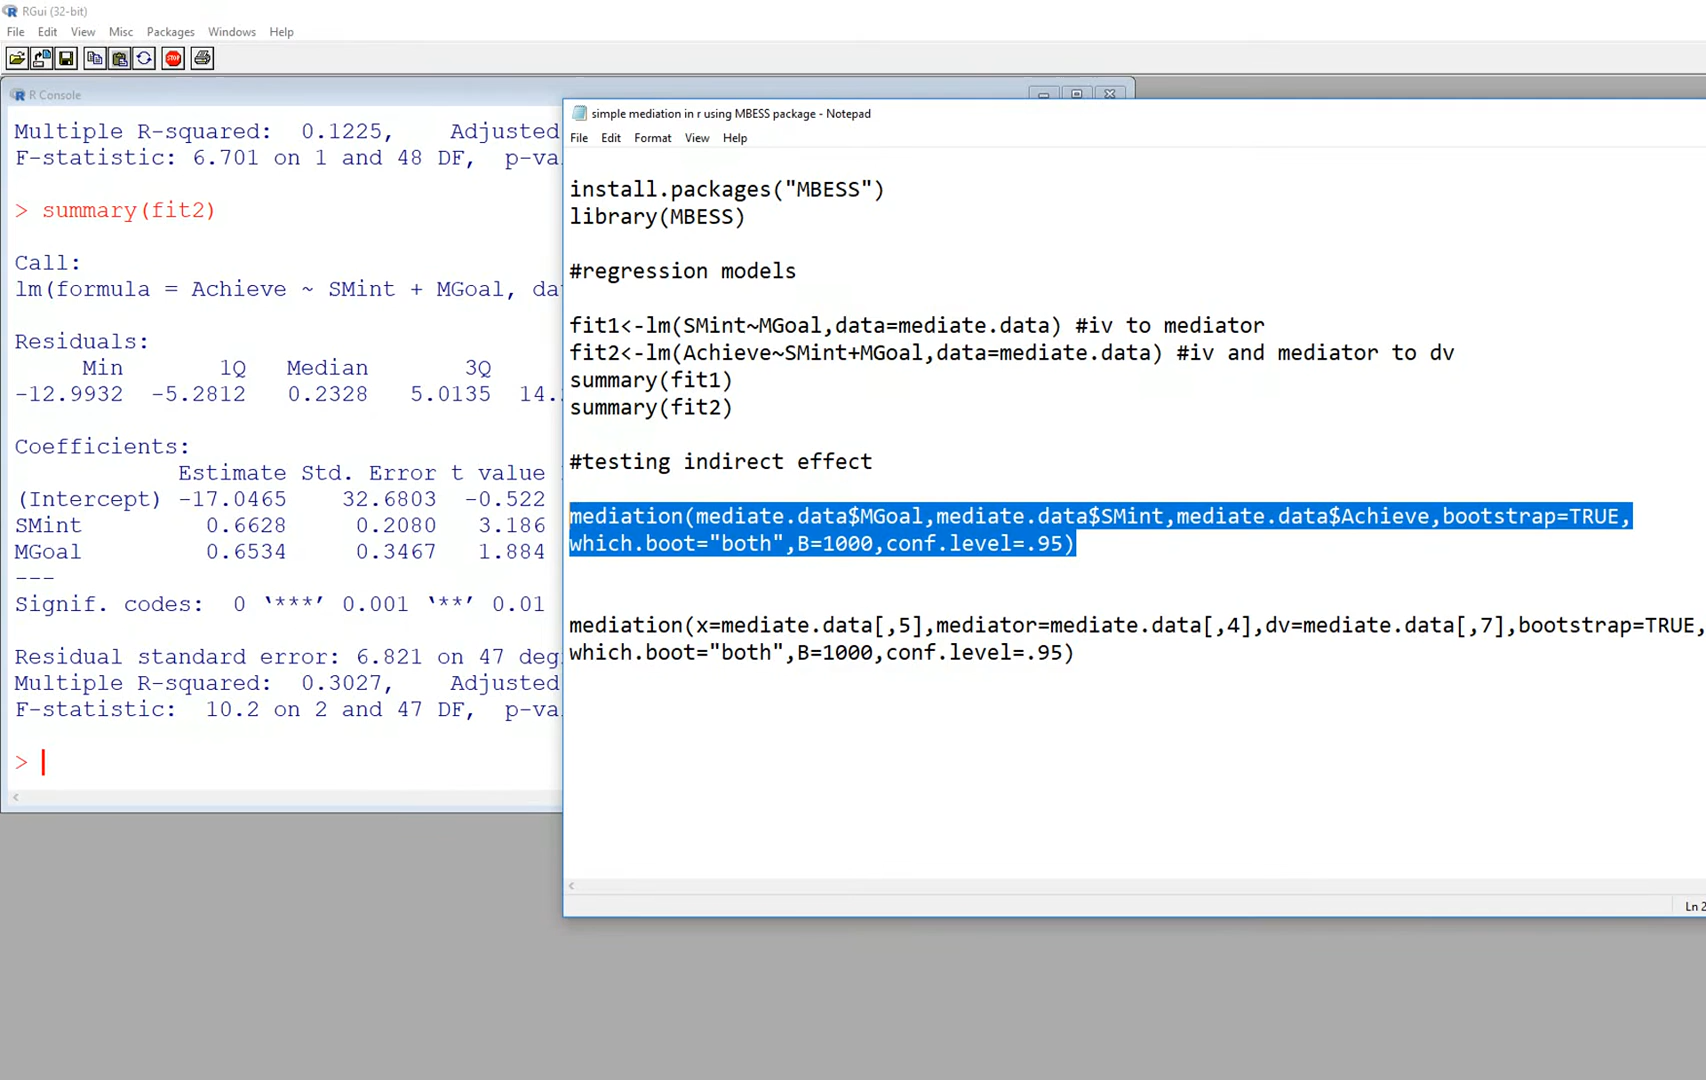 RGui (32-bit)
File Edit View Misc Packages Windows Help
STOP
R Console
Multiple R-squared:  0.1225,    Adjusted
F-statistic: 6.701 on 1 and 48 DF,  p-va
> summary(fit2)
Call:
lm(formula = Achieve ~ SMint + MGoal, da
Residuals:
     Min       1Q   Median       3Q
-12.9932  -5.2812   0.2328   5.0135  14.
Coefficients:
            Estimate Std. Error t value
(Intercept) -17.0465    32.6803  -0.522
SMint         0.6628     0.2080   3.186
MGoal         0.6534     0.3467   1.884
---
Signif. codes:  0 ‘***’ 0.001 ‘**’ 0.01
Residual standard error: 6.821 on 47 deg
Multiple R-squared:  0.3027,    Adjusted
F-statistic:  10.2 on 2 and 47 DF,  p-va
>
simple mediation in r using MBESS package - Notepad
File Edit Format View Help
install.packages("MBESS")
library(MBESS)
#regression models
fit1<-lm(SMint~MGoal,data=mediate.data) #iv to mediator
fit2<-lm(Achieve~SMint+MGoal,data=mediate.data) #iv and mediator to dv
summary(fit1)
summary(fit2)
#testing indirect effect
mediation(mediate.data$MGoal,mediate.data$SMint,mediate.data$Achieve,bootstrap=TRUE,
which.boot="both",B=1000,conf.level=.95)
mediation(x=mediate.data[,5],mediator=mediate.data[,4],dv=mediate.data[,7],bootstrap=TRUE,
which.boot="both",B=1000,conf.level=.95)
Ln 2